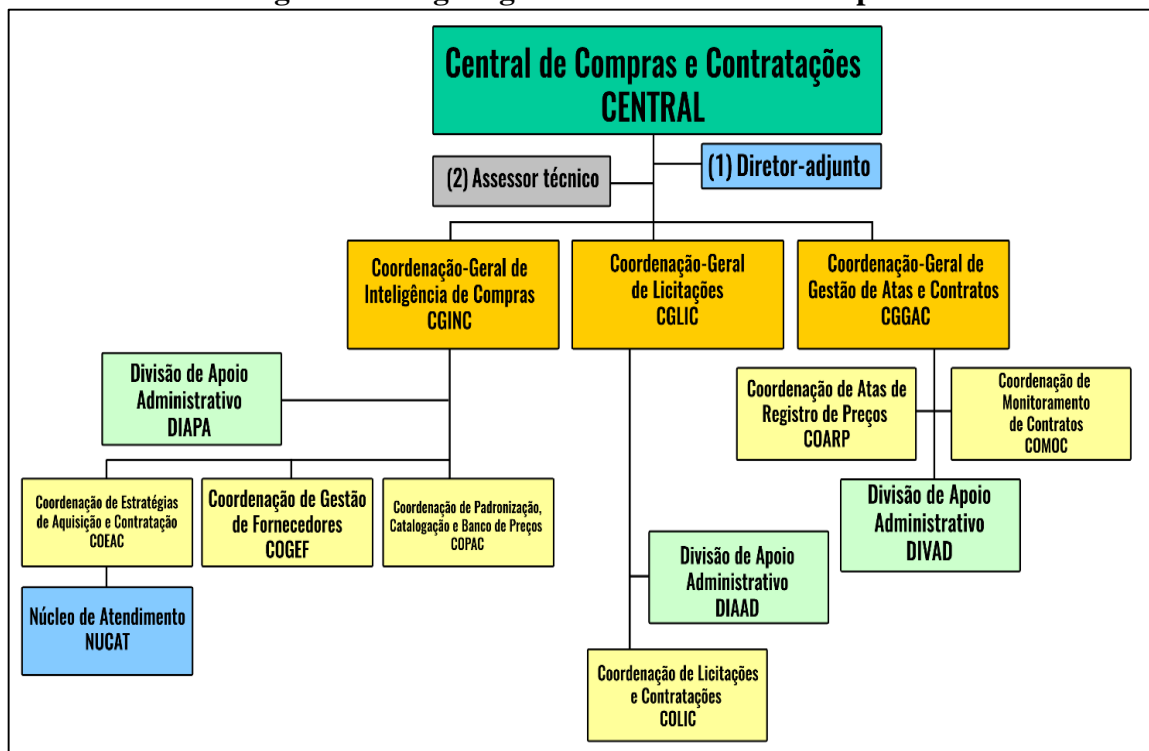 Central de Compras e Contratações
CENTRAL
(1) Diretor-adjunto
(2) Assessor técnico
Coordenação-Geral de
Inteligência de Compras
CGINC
Coordenação-Geral
de Licitações
CGLIC
Coordenação-Geral de
Gestão de Atas e Contratos
CGGAC
Divisão de Apoio
Administrativo
DIAPA
Coordenação de Atas de
Registro de Preços
COARP
Coordenação de
Monitoramento
de Contratos
COMOC
Coordenação de Estratégias
de Aquisição e Contratação
COEAC
Coordenação de Gestão
de Fornecedores
COGEF
Coordenação de Padronização,
Catalogação e Banco de Preços
COPAC
Divisão de Apoio
Administrativo
DIVAD
Divisão de Apoio
Administrativo
DIAAD
Núcleo de Atendimento
NUCAT
Coordenação de Licitações
e Contratações
COLIC